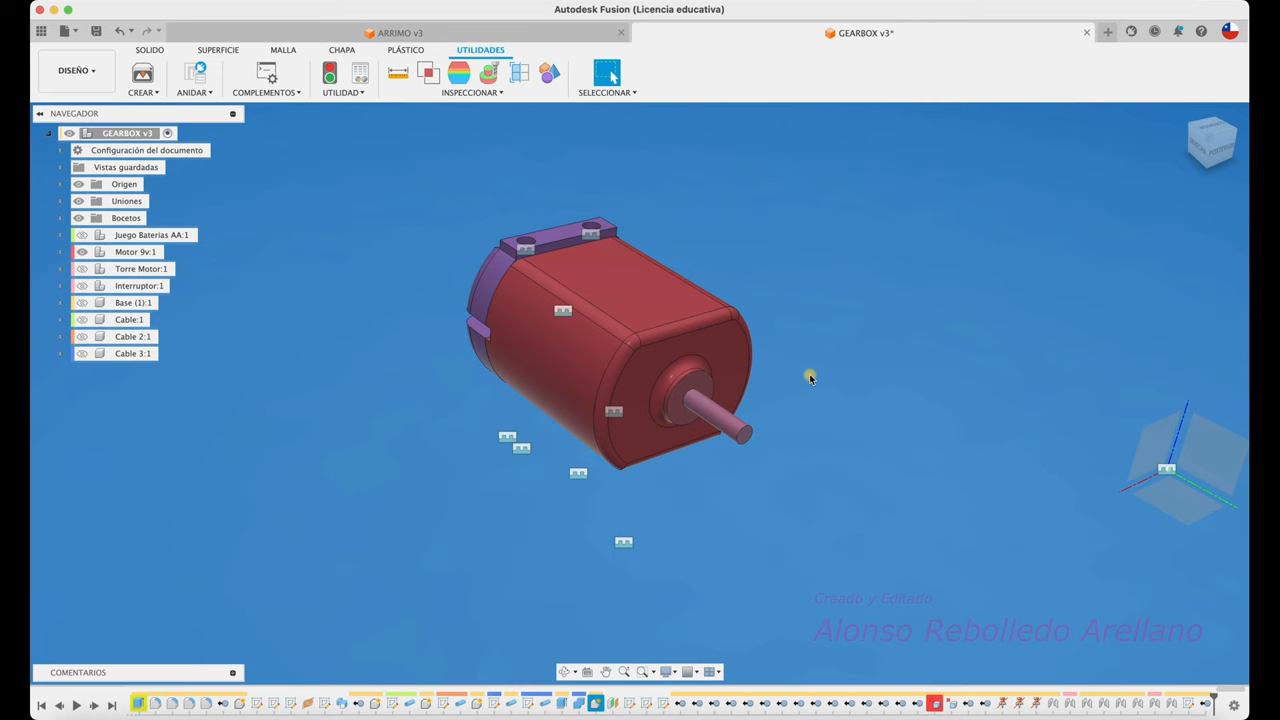 Autodesk Fusion (Licencia educativa)
ARRIMO v3
GEARBOX v3*
SOLIDO
SUPERFICIE
MALLA
CHAPA
PLÁSTICO
UTILIDADES
DISEÑO
CREAR
ANIDAR
COMPLEMENTOS
UTILIDAD
INSPECCIONAR
SELECCIONAR
NAVEGADOR
GEARBOX v3
Configuración del documento
Vistas guardadas
Origen
Uniones
Bocetos
Juego Baterias AA:1
Motor 9v:1
Torre Motor:1
Interruptor:1
Base (1):1
Cable:1
Cable 2:1
Cable 3:1
Creado y Editado
Alonso Rebolledo Arellano
COMENTARIOS